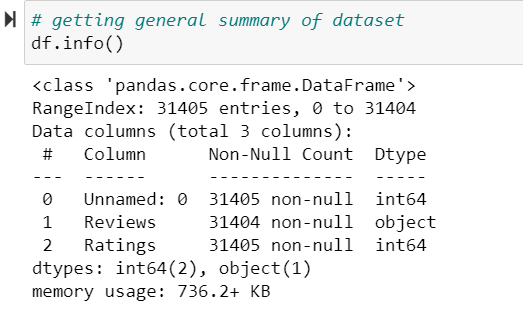 # getting general summary of dataset
df.info()
<class 'pandas.core.frame.DataFrame'>
RangeIndex: 31405 entries, 0 to 31404
Data columns (total 3 columns):
 #   Column      Non-Null Count  Dtype
---  ------      --------------  -----
 0   Unnamed: 0  31405 non-null  int64
 1   Reviews     31404 non-null  object
 2   Ratings     31405 non-null  int64
dtypes: int64(2), object(1)
memory usage: 736.2+ KB